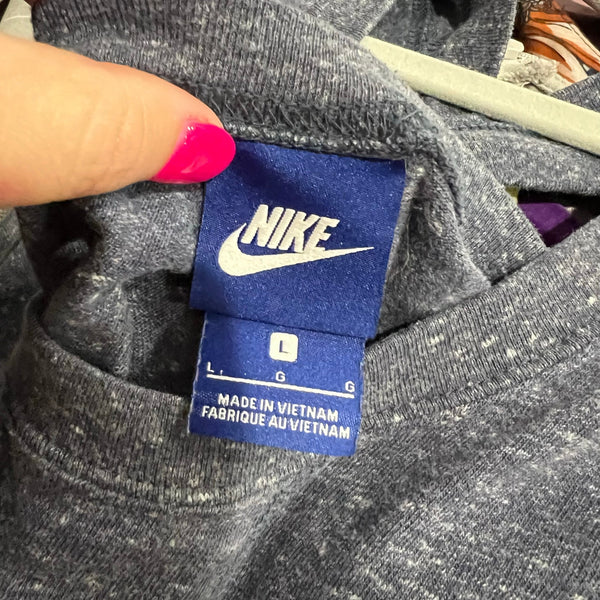 NIKE
L
L, G G
MADE IN VIETNAM
FABRIQUE AU VIETNAM